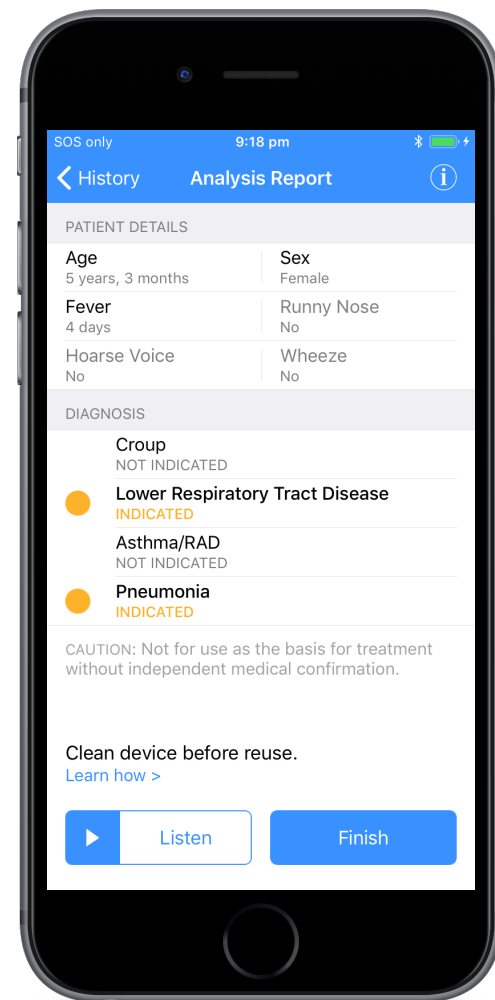 SOS only 9:18 pm
History Analysis Report i
PATIENT DETAILS
Age Sex
5 years, 3 months Female
Fever Runny Nose
4 days No
Hoarse Voice Wheeze
No No
DIAGNOSIS
Croup
NOT INDICATED
Lower Respiratory Tract Disease
INDICATED
Asthma/RAD
NOT INDICATED
Pneumonia
INDICATED
CAUTION: Not for use as the basis for treatment
without independent medical confirmation.
Clean device before reuse.
Learn how >
Listen Finish